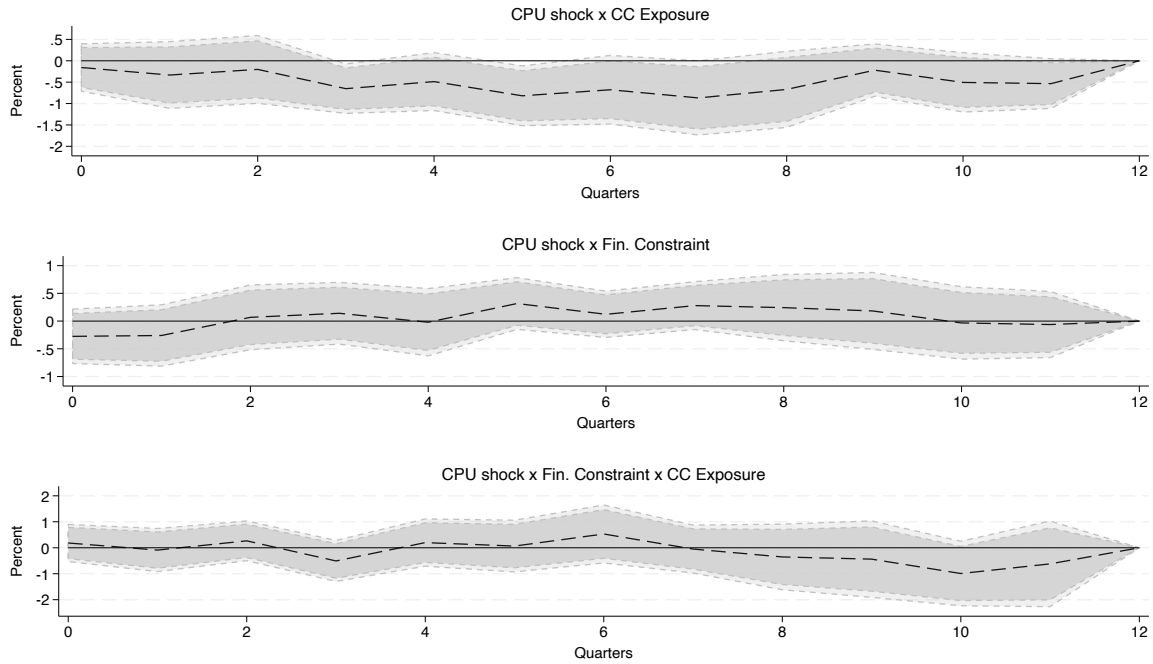 CPU shock x CC Exposure
Percent
.5
0
-.5
-1
-1.5
-2
0 2 4 6 8 10 12
Quarters
CPU shock x Fin. Constraint
Percent
1
.5
0
-.5
-1
0 2 4 6 8 10 12
Quarters
CPU shock x Fin. Constraint x CC Exposure
Percent
2
1
0
-1
-2
0 2 4 6 8 10 12
Quarters